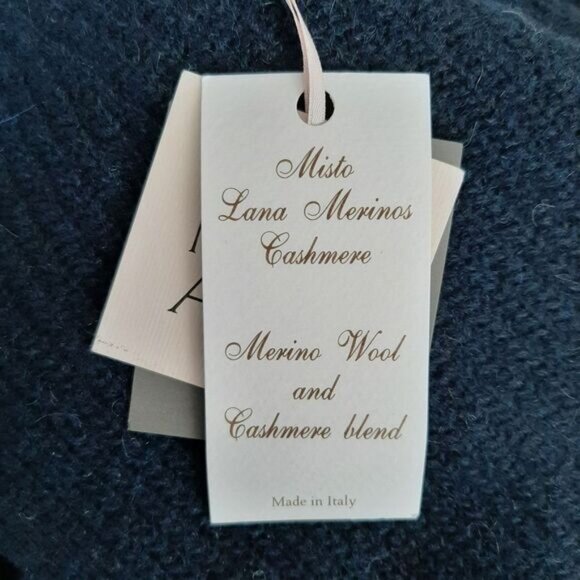 Misto
Lana Merinos
Cashmere
Merino Wool
and
Cashmere blend
Made in Italy